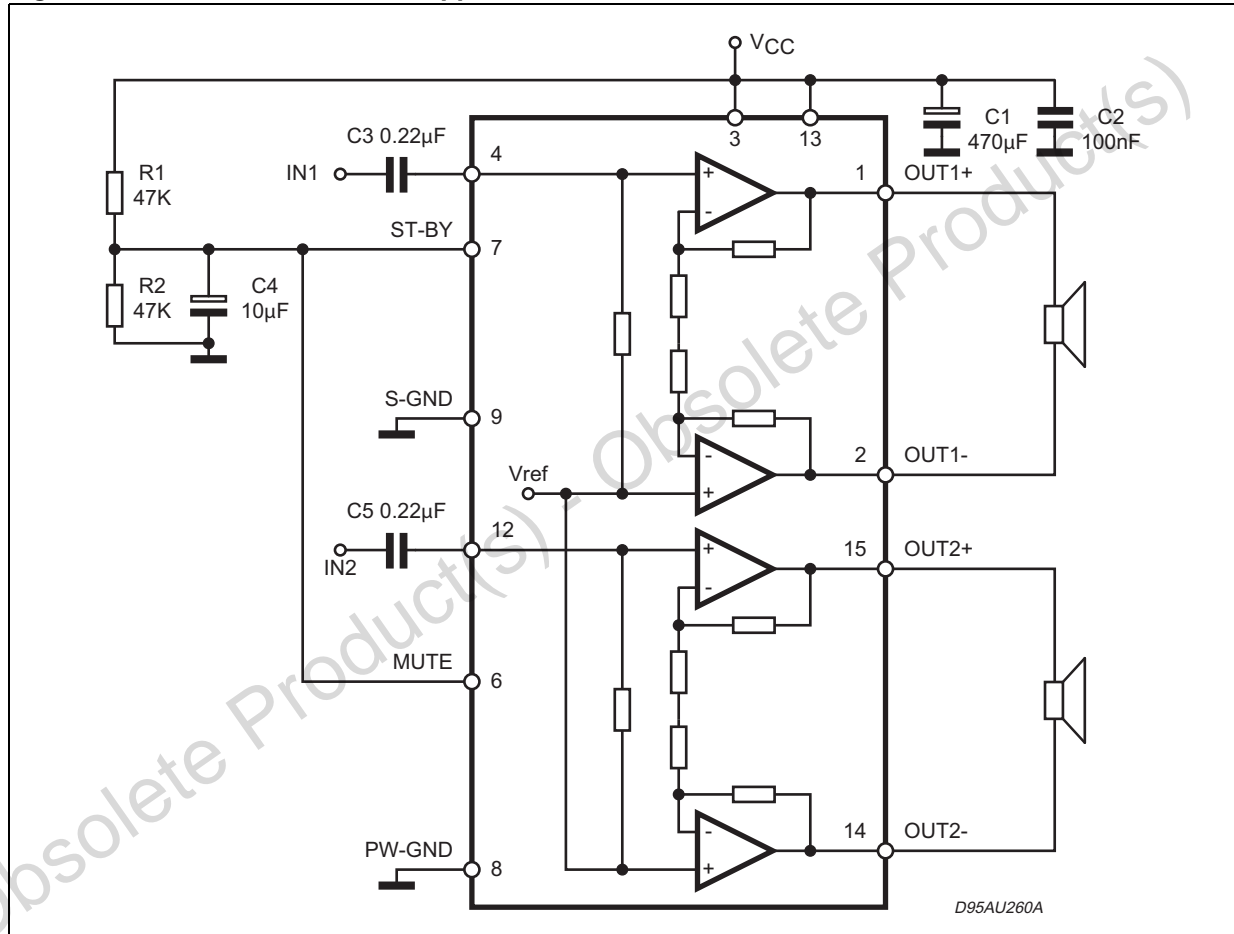 VCC
C3 0.22µF
IN1
4
3
13
C1
470µF
C2
100nF
R1
47K
ST-BY
7
1
OUT1+
R2
47K
C4
10µF
S-GND
9
Vref
2
OUT1-
C5 0.22µF
IN2
12
15
OUT2+
MUTE
6
PW-GND
8
14
OUT2-
+
-
-
+
+
-
-
+
D95AU260A
Obsolete Product(s) - Obsolete Product(s)